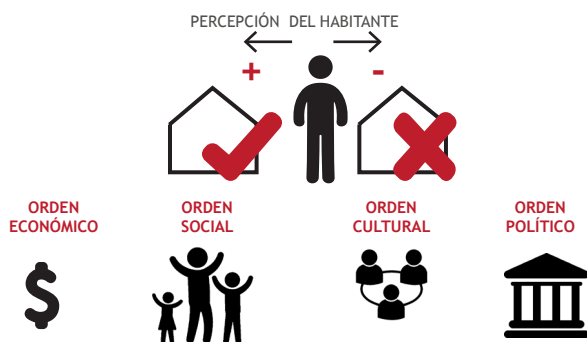 PERCEPCIÓN DEL HABITANTE
+ -
ORDEN ECONÓMICO
ORDEN SOCIAL
ORDEN CULTURAL
ORDEN POLÍTICO
$